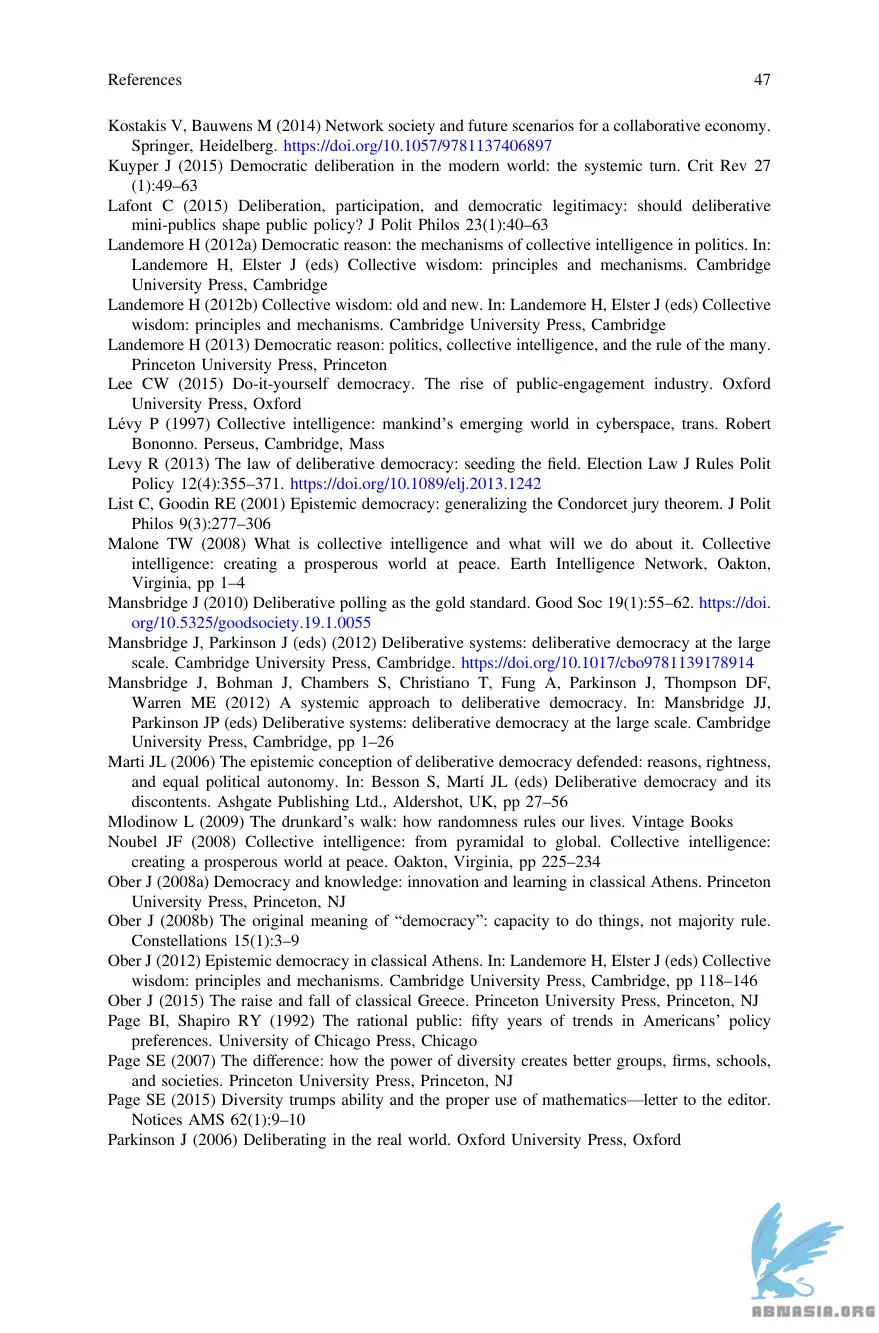 References 47
Kostakis V, Bauwens M (2014) Network society and future scenarios for a collaborative economy.
Springer, Heidelberg. https://doi.org/10.1057/9781137406897
Kuyper J (2015) Democratic deliberation in the modern world: the systemic turn. Crit Rev 27
(1):49–63
Lafont C (2015) Deliberation, participation, and democratic legitimacy: should deliberative
mini-publics shape public policy? J Polit Philos 23(1):40–63
Landemore H (2012a) Democratic reason: the mechanisms of collective intelligence in politics. In:
Landemore H, Elster J (eds) Collective wisdom: principles and mechanisms. Cambridge
University Press, Cambridge
Landemore H (2012b) Collective wisdom: old and new. In: Landemore H, Elster J (eds) Collective
wisdom: principles and mechanisms. Cambridge University Press, Cambridge
Landemore H (2013) Democratic reason: politics, collective intelligence, and the rule of the many.
Princeton University Press, Princeton
Lee CW (2015) Do-it-yourself democracy. The rise of public-engagement industry. Oxford
University Press, Oxford
Lévy P (1997) Collective intelligence: mankind’s emerging world in cyberspace, trans. Robert
Bononno. Perseus, Cambridge, Mass
Levy R (2013) The law of deliberative democracy: seeding the field. Election Law J Rules Polit
Policy 12(4):355–371. https://doi.org/10.1089/elj.2013.1242
List C, Goodin RE (2001) Epistemic democracy: generalizing the Condorcet jury theorem. J Polit
Philos 9(3):277–306
Malone TW (2008) What is collective intelligence and what will we do about it. Collective
intelligence: creating a prosperous world at peace. Earth Intelligence Network, Oakton,
Virginia, pp 1–4
Mansbridge J (2010) Deliberative polling as the gold standard. Good Soc 19(1):55–62. https://doi.
org/10.5325/goodsociety.19.1.0055
Mansbridge J, Parkinson J (eds) (2012) Deliberative systems: deliberative democracy at the large
scale. Cambridge University Press, Cambridge. https://doi.org/10.1017/cbo9781139178914
Mansbridge J, Bohman J, Chambers S, Christiano T, Fung A, Parkinson J, Thompson DF,
Warren ME (2012) A systemic approach to deliberative democracy. In: Mansbridge JJ,
Parkinson JP (eds) Deliberative systems: deliberative democracy at the large scale. Cambridge
University Press, Cambridge, pp 1–26
Marti JL (2006) The epistemic conception of deliberative democracy defended: reasons, rightness,
and equal political autonomy. In: Besson S, Martí JL (eds) Deliberative democracy and its
discontents. Ashgate Publishing Ltd., Aldershot, UK, pp 27–56
Mlodinow L (2009) The drunkard’s walk: how randomness rules our lives. Vintage Books
Noubel JF (2008) Collective intelligence: from pyramidal to global. Collective intelligence:
creating a prosperous world at peace. Oakton, Virginia, pp 225–234
Ober J (2008a) Democracy and knowledge: innovation and learning in classical Athens. Princeton
University Press, Princeton, NJ
Ober J (2008b) The original meaning of “democracy”: capacity to do things, not majority rule.
Constellations 15(1):3–9
Ober J (2012) Epistemic democracy in classical Athens. In: Landemore H, Elster J (eds) Collective
wisdom: principles and mechanisms. Cambridge University Press, Cambridge, pp 118–146
Ober J (2015) The raise and fall of classical Greece. Princeton University Press, Princeton, NJ
Page BI, Shapiro RY (1992) The rational public: fifty years of trends in Americans’ policy
preferences. University of Chicago Press, Chicago
Page SE (2007) The difference: how the power of diversity creates better groups, firms, schools,
and societies. Princeton University Press, Princeton, NJ
Page SE (2015) Diversity trumps ability and the proper use of mathematics—letter to the editor.
Notices AMS 62(1):9–10
Parkinson J (2006) Deliberating in the real world. Oxford University Press, Oxford
ABNASIA.ORG